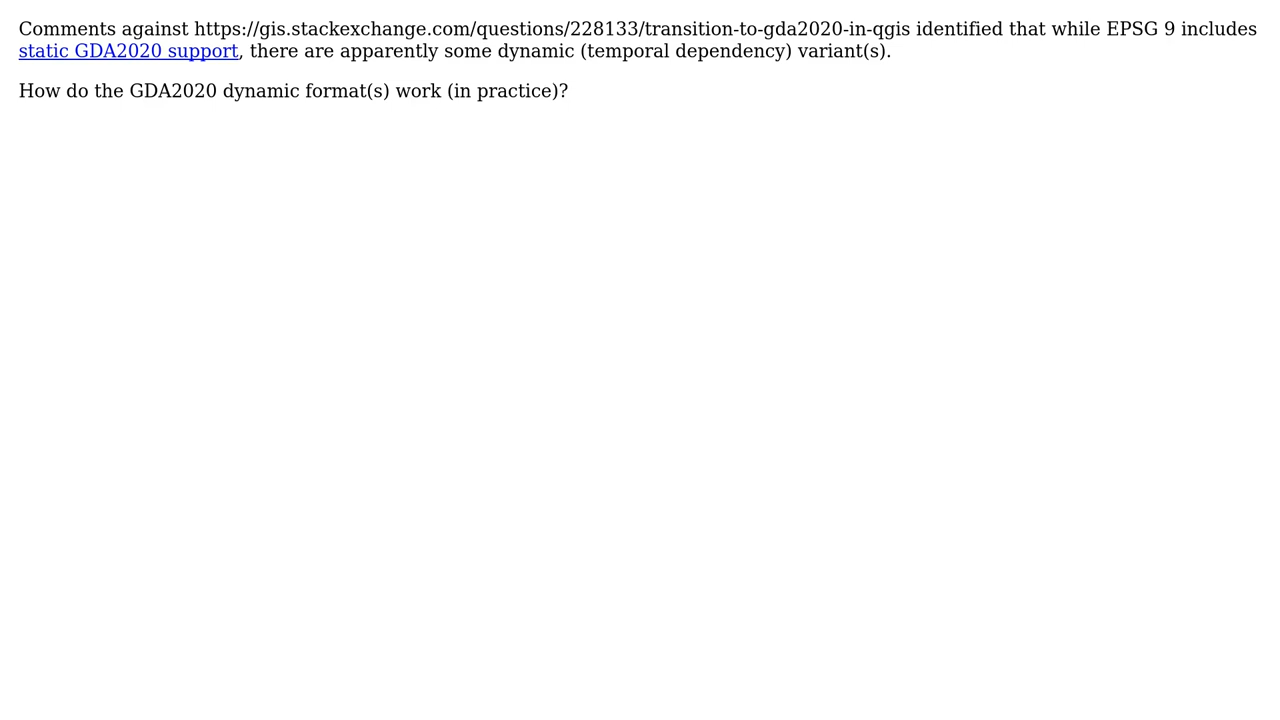 Comments against https://gis.stackexchange.com/questions/228133/transition-to-gda2020-in-qgis identified that while EPSG 9 includes
static GDA2020 support, there are apparently some dynamic (temporal dependency) variant(s).
How do the GDA2020 dynamic format(s) work (in practice)?